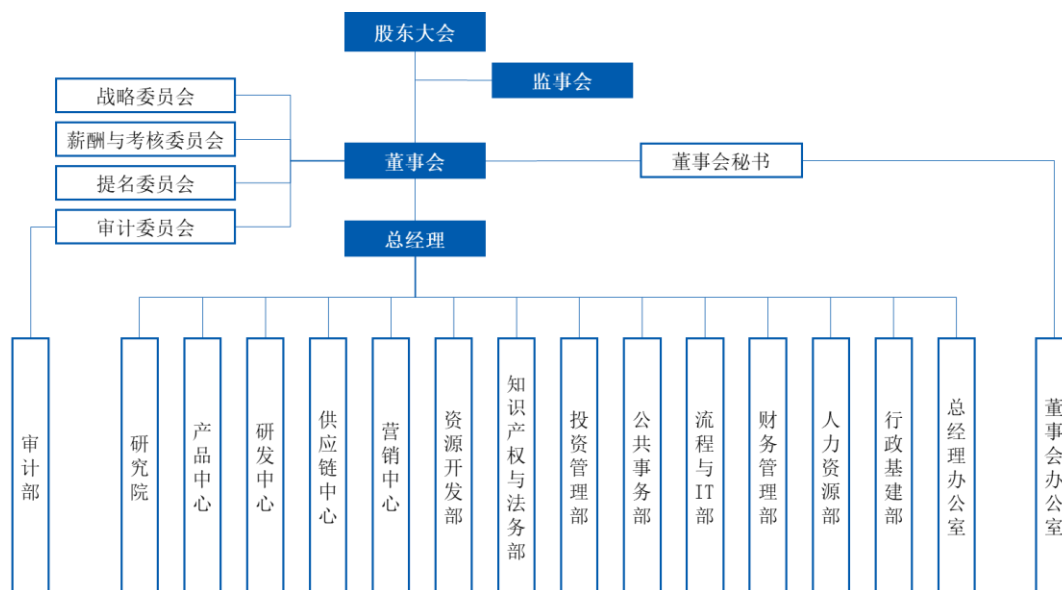 股东大会
监事会
战略委员会
薪酬与考核委员会
提名委员会
审计委员会
董事会
董事会秘书
总经理
审计部
研究院
产品中心
研发中心
供应链中心
营销中心
资源开发部
知识产权与法务部
投资管理部
公共事务部
流程与IT部
财务管理部
人力资源部
行政基建部
总经理办公室
董事会办公室